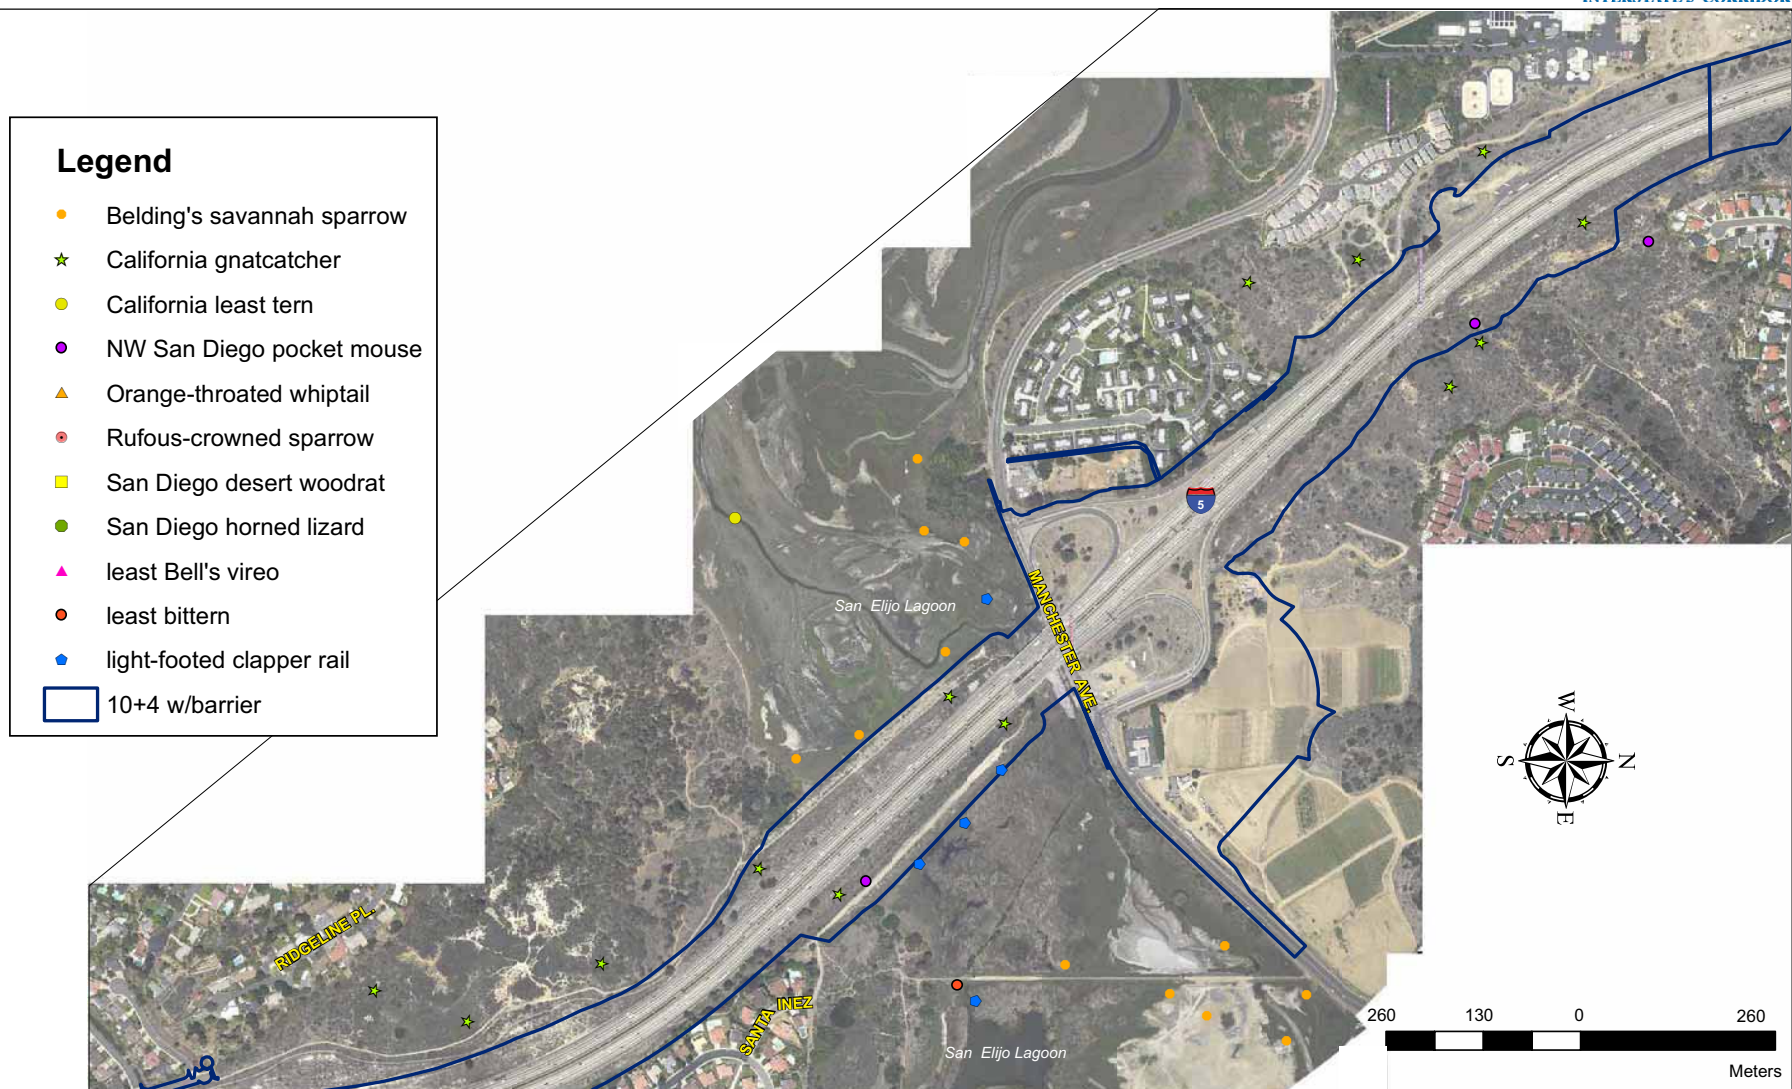 Legend
Belding's savannah sparrow
California gnatcatcher
California least tern
NW San Diego pocket mouse
Orange-throated whiptail
Rufous-crowned sparrow
San Diego desert woodrat
San Diego horned lizard
least Bell's vireo
least bittern
light-footed clapper rail
10+4 w/barrier
5
MANCHESTER AVE.
San Elijo Lagoon
RIDGELINE PL.
SANTA INEZ
San Elijo Lagoon
W
S
N
E
260 130 0 260
Meters